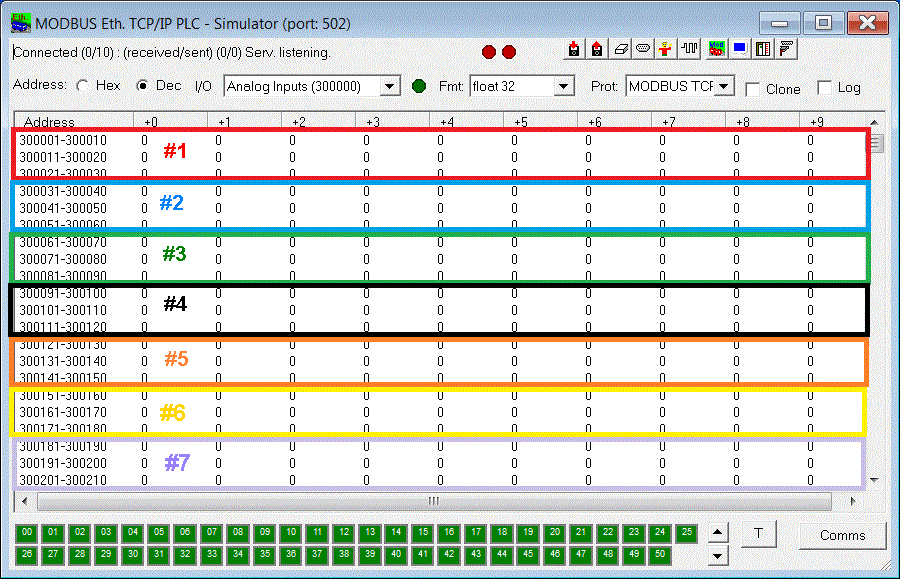 MODBUS Eth. TCP/IP PLC - Simulator (port: 502)
Connected (0/10) : (received/sent) (0/0) Serv. listening.
Address: Hex Dec I/O Analog Inputs (300000) Fmt: float 32 Prot: MODBUS TCP Clone Log
Address +0 +1 +2 +3 +4 +5 +6 +7 +8 +9
300001-300010 0 0 0 0 0 0 0 0 0 0
#1
300011-300020 0 0 0 0 0 0 0 0 0 0
300021-300030 0 0 0 0 0 0 0 0 0 0
300031-300040 0 0 0 0 0 0 0 0 0 0
#2
300041-300050 0 0 0 0 0 0 0 0 0 0
300051-300060 0 0 0 0 0 0 0 0 0 0
300061-300070 0 0 0 0 0 0 0 0 0 0
#3
300071-300080 0 0 0 0 0 0 0 0 0 0
300081-300090 0 0 0 0 0 0 0 0 0 0
300091-300100 0 0 0 0 0 0 0 0 0 0
#4
300101-300110 0 0 0 0 0 0 0 0 0 0
300111-300120 0 0 0 0 0 0 0 0 0 0
300121-300130 0 0 0 0 0 0 0 0 0 0
#5
300131-300140 0 0 0 0 0 0 0 0 0 0
300141-300150 0 0 0 0 0 0 0 0 0 0
300151-300160 0 0 0 0 0 0 0 0 0 0
#6
300161-300170 0 0 0 0 0 0 0 0 0 0
300171-300180 0 0 0 0 0 0 0 0 0 0
300181-300190 0 0 0 0 0 0 0 0 0 0
#7
300191-300200 0 0 0 0 0 0 0 0 0 0
300201-300210 0 0 0 0 0 0 0 0 0 0
00 01 02 03 04 05 06 07 08 09 10 11 12 13 14 15 16 17 18 19 20 21 22 23 24 25
T Comms
26 27 28 29 30 31 32 33 34 35 36 37 38 39 40 41 42 43 44 45 46 47 48 49 50